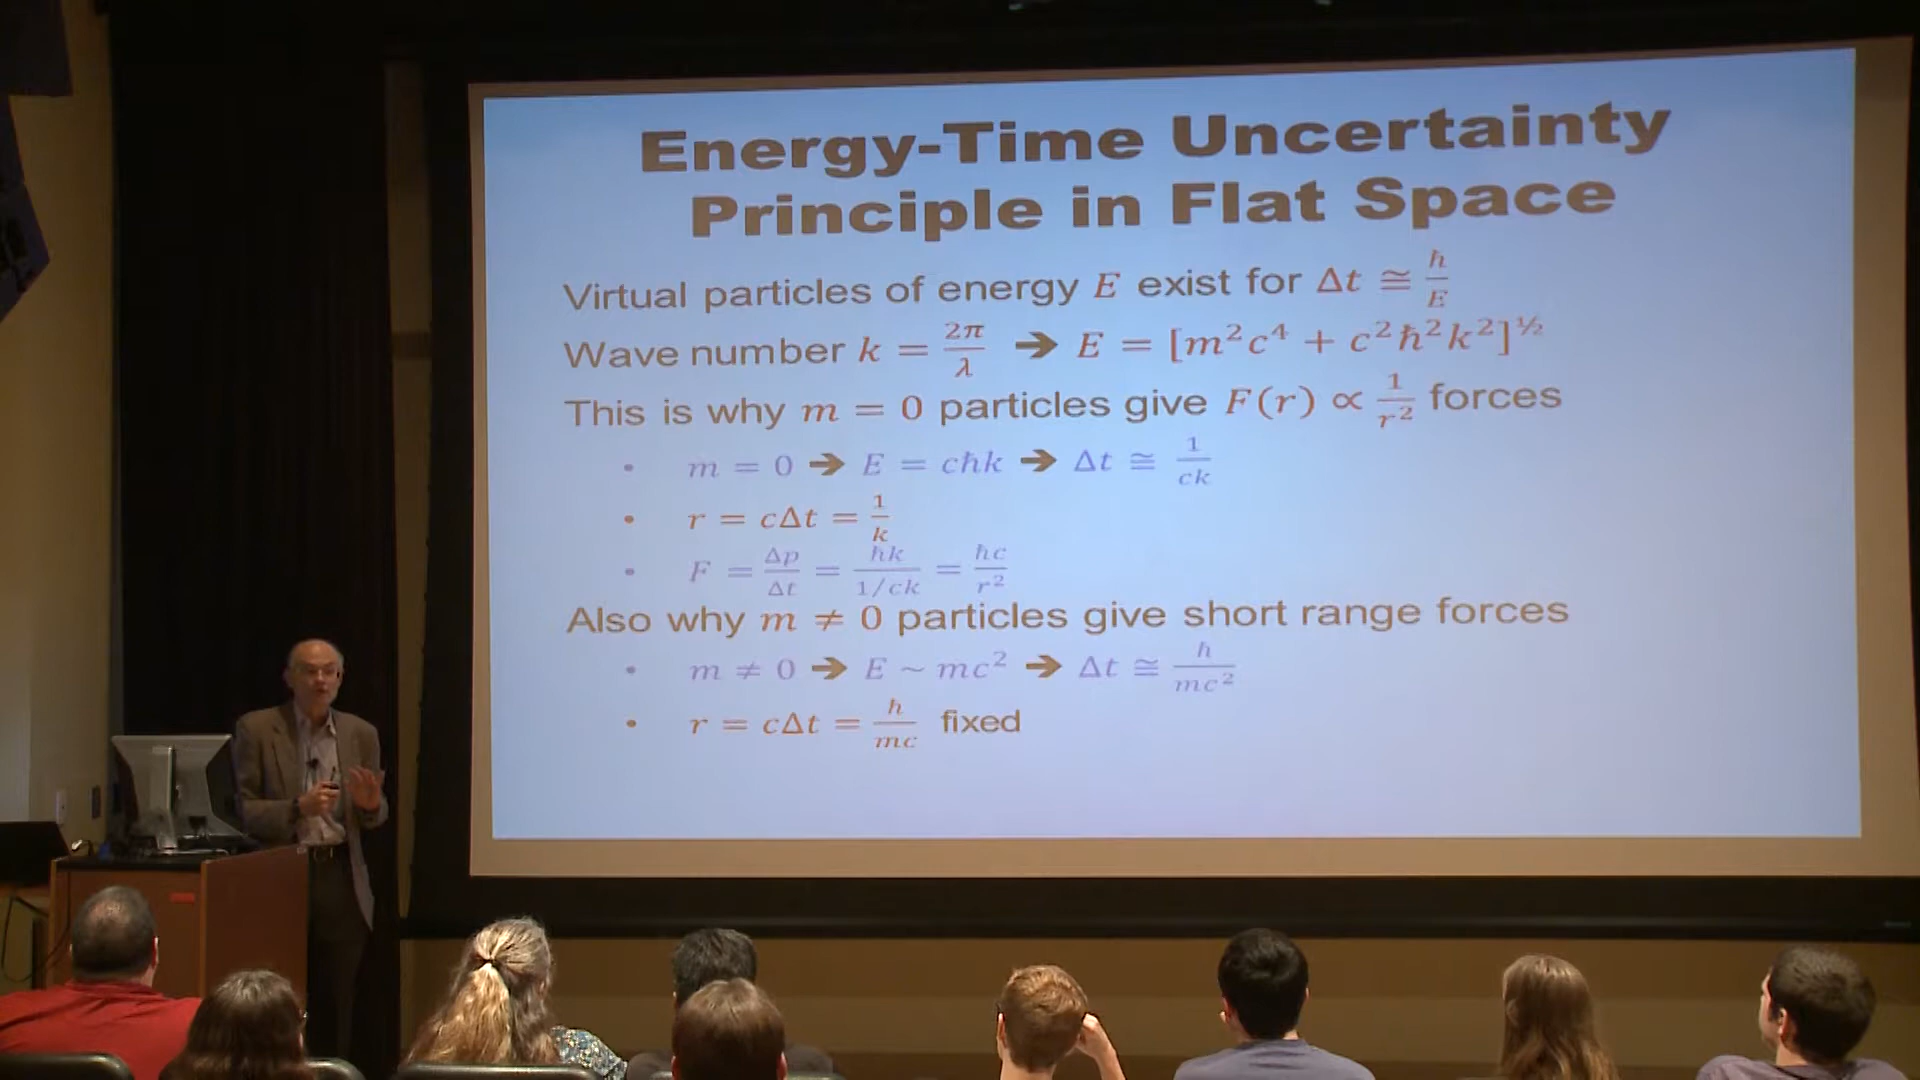 Energy-Time Uncertainty
Principle in Flat Space
Virtual particles of energy E exist for Δt ≅ ħ/E
Wave number k = 2π/λ ➔ E = [m²c⁴ + c²ħ²k²]^½
This is why m = 0 particles give F(r) ∝ 1/r² forces
• m = 0 ➔ E = cħk ➔ Δt ≅ 1/ck
• r = cΔt = 1/k
• F = Δp/Δt = ħk/(1/ck) = ħc/r²
Also why m ≠ 0 particles give short range forces
• m ≠ 0 ➔ E ~ mc² ➔ Δt ≅ ħ/mc²
• r = cΔt = ħ/mc fixed